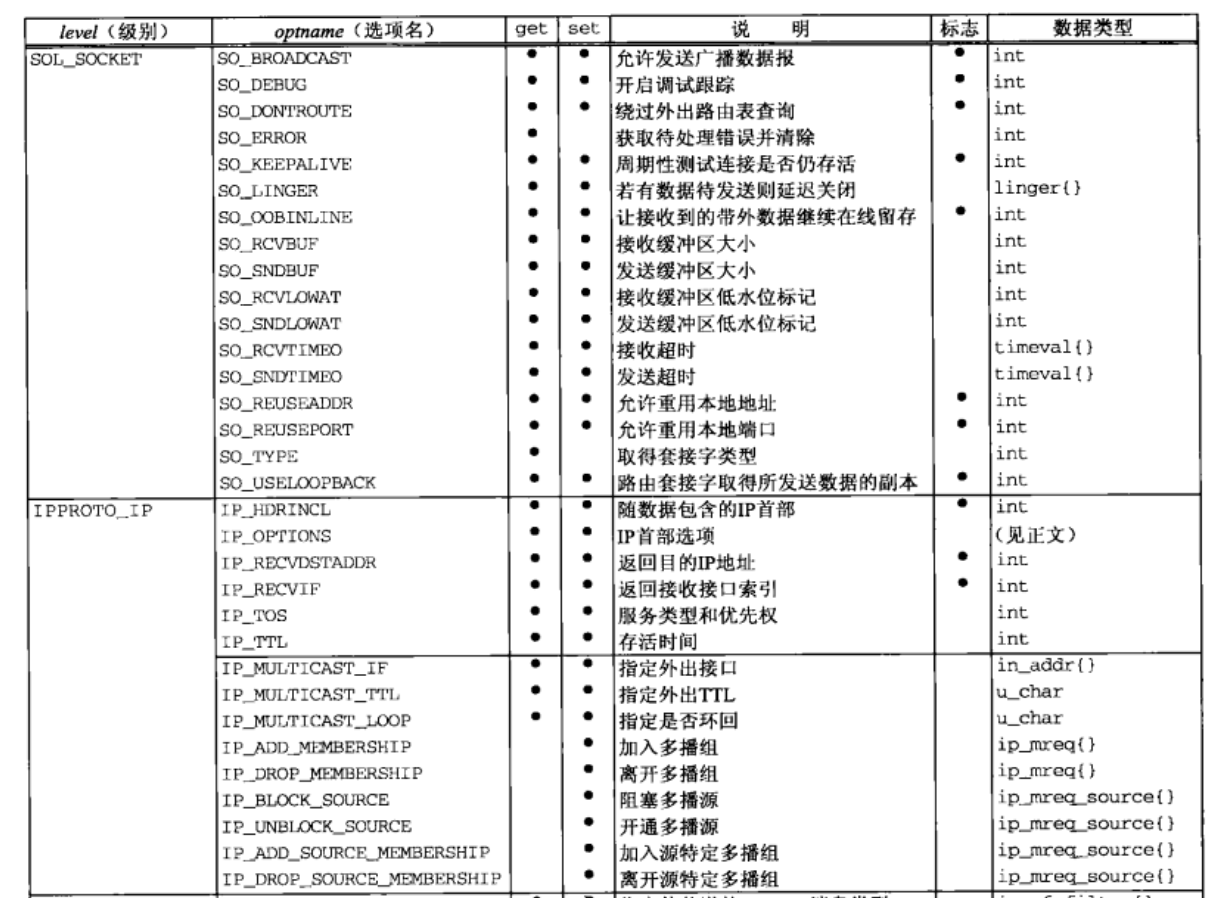 level（级别） optname（选项名） get set 说 明 标志 数据类型
SOL_SOCKET SO_BROADCAST • • 允许发送广播数据报 • int
SO_DEBUG • • 开启调试跟踪 • int
SO_DONTROUTE • • 绕过外出路由表查询 • int
SO_ERROR • 获取待处理错误并清除 int
SO_KEEPALIVE • • 周期性测试连接是否仍存活 • int
SO_LINGER • • 若有数据待发送则延迟关闭 linger{}
SO_OOBINLINE • • 让接收到的带外数据继续在线留存 • int
SO_RCVBUF • • 接收缓冲区大小 int
SO_SNDBUF • • 发送缓冲区大小 int
SO_RCVLOWAT • • 接收缓冲区低水位标记 int
SO_SNDLOWAT • • 发送缓冲区低水位标记 int
SO_RCVTIMEO • • 接收超时 timeval{}
SO_SNDTIMEO • • 发送超时 timeval{}
SO_REUSEADDR • • 允许重用本地地址 • int
SO_REUSEPORT • • 允许重用本地端口 • int
SO_TYPE • 取得套接字类型 int
SO_USELOOPBACK • • 路由套接字取得所发送数据的副本 • int
IPPROTO_IP IP_HDRINCL • • 随数据包含的IP首部 • int
IP_OPTIONS • • IP首部选项 （见正文）
IP_RECVDSTADDR • • 返回目的IP地址 • int
IP_RECVIF • • 返回接收接口索引 • int
IP_TOS • • 服务类型和优先权 int
IP_TTL • • 存活时间 int
IP_MULTICAST_IF • • 指定外出接口 in_addr{}
IP_MULTICAST_TTL • • 指定外出TTL u_char
IP_MULTICAST_LOOP • • 指定是否环回 u_char
IP_ADD_MEMBERSHIP • 加入多播组 ip_mreq{}
IP_DROP_MEMBERSHIP • 离开多播组 ip_mreq{}
IP_BLOCK_SOURCE • 阻塞多播源 ip_mreq_source{}
IP_UNBLOCK_SOURCE • 开通多播源 ip_mreq_source{}
IP_ADD_SOURCE_MEMBERSHIP • 加入源特定多播组 ip_mreq_source{}
IP_DROP_SOURCE_MEMBERSHIP • 离开源特定多播组 ip_mreq_source{}